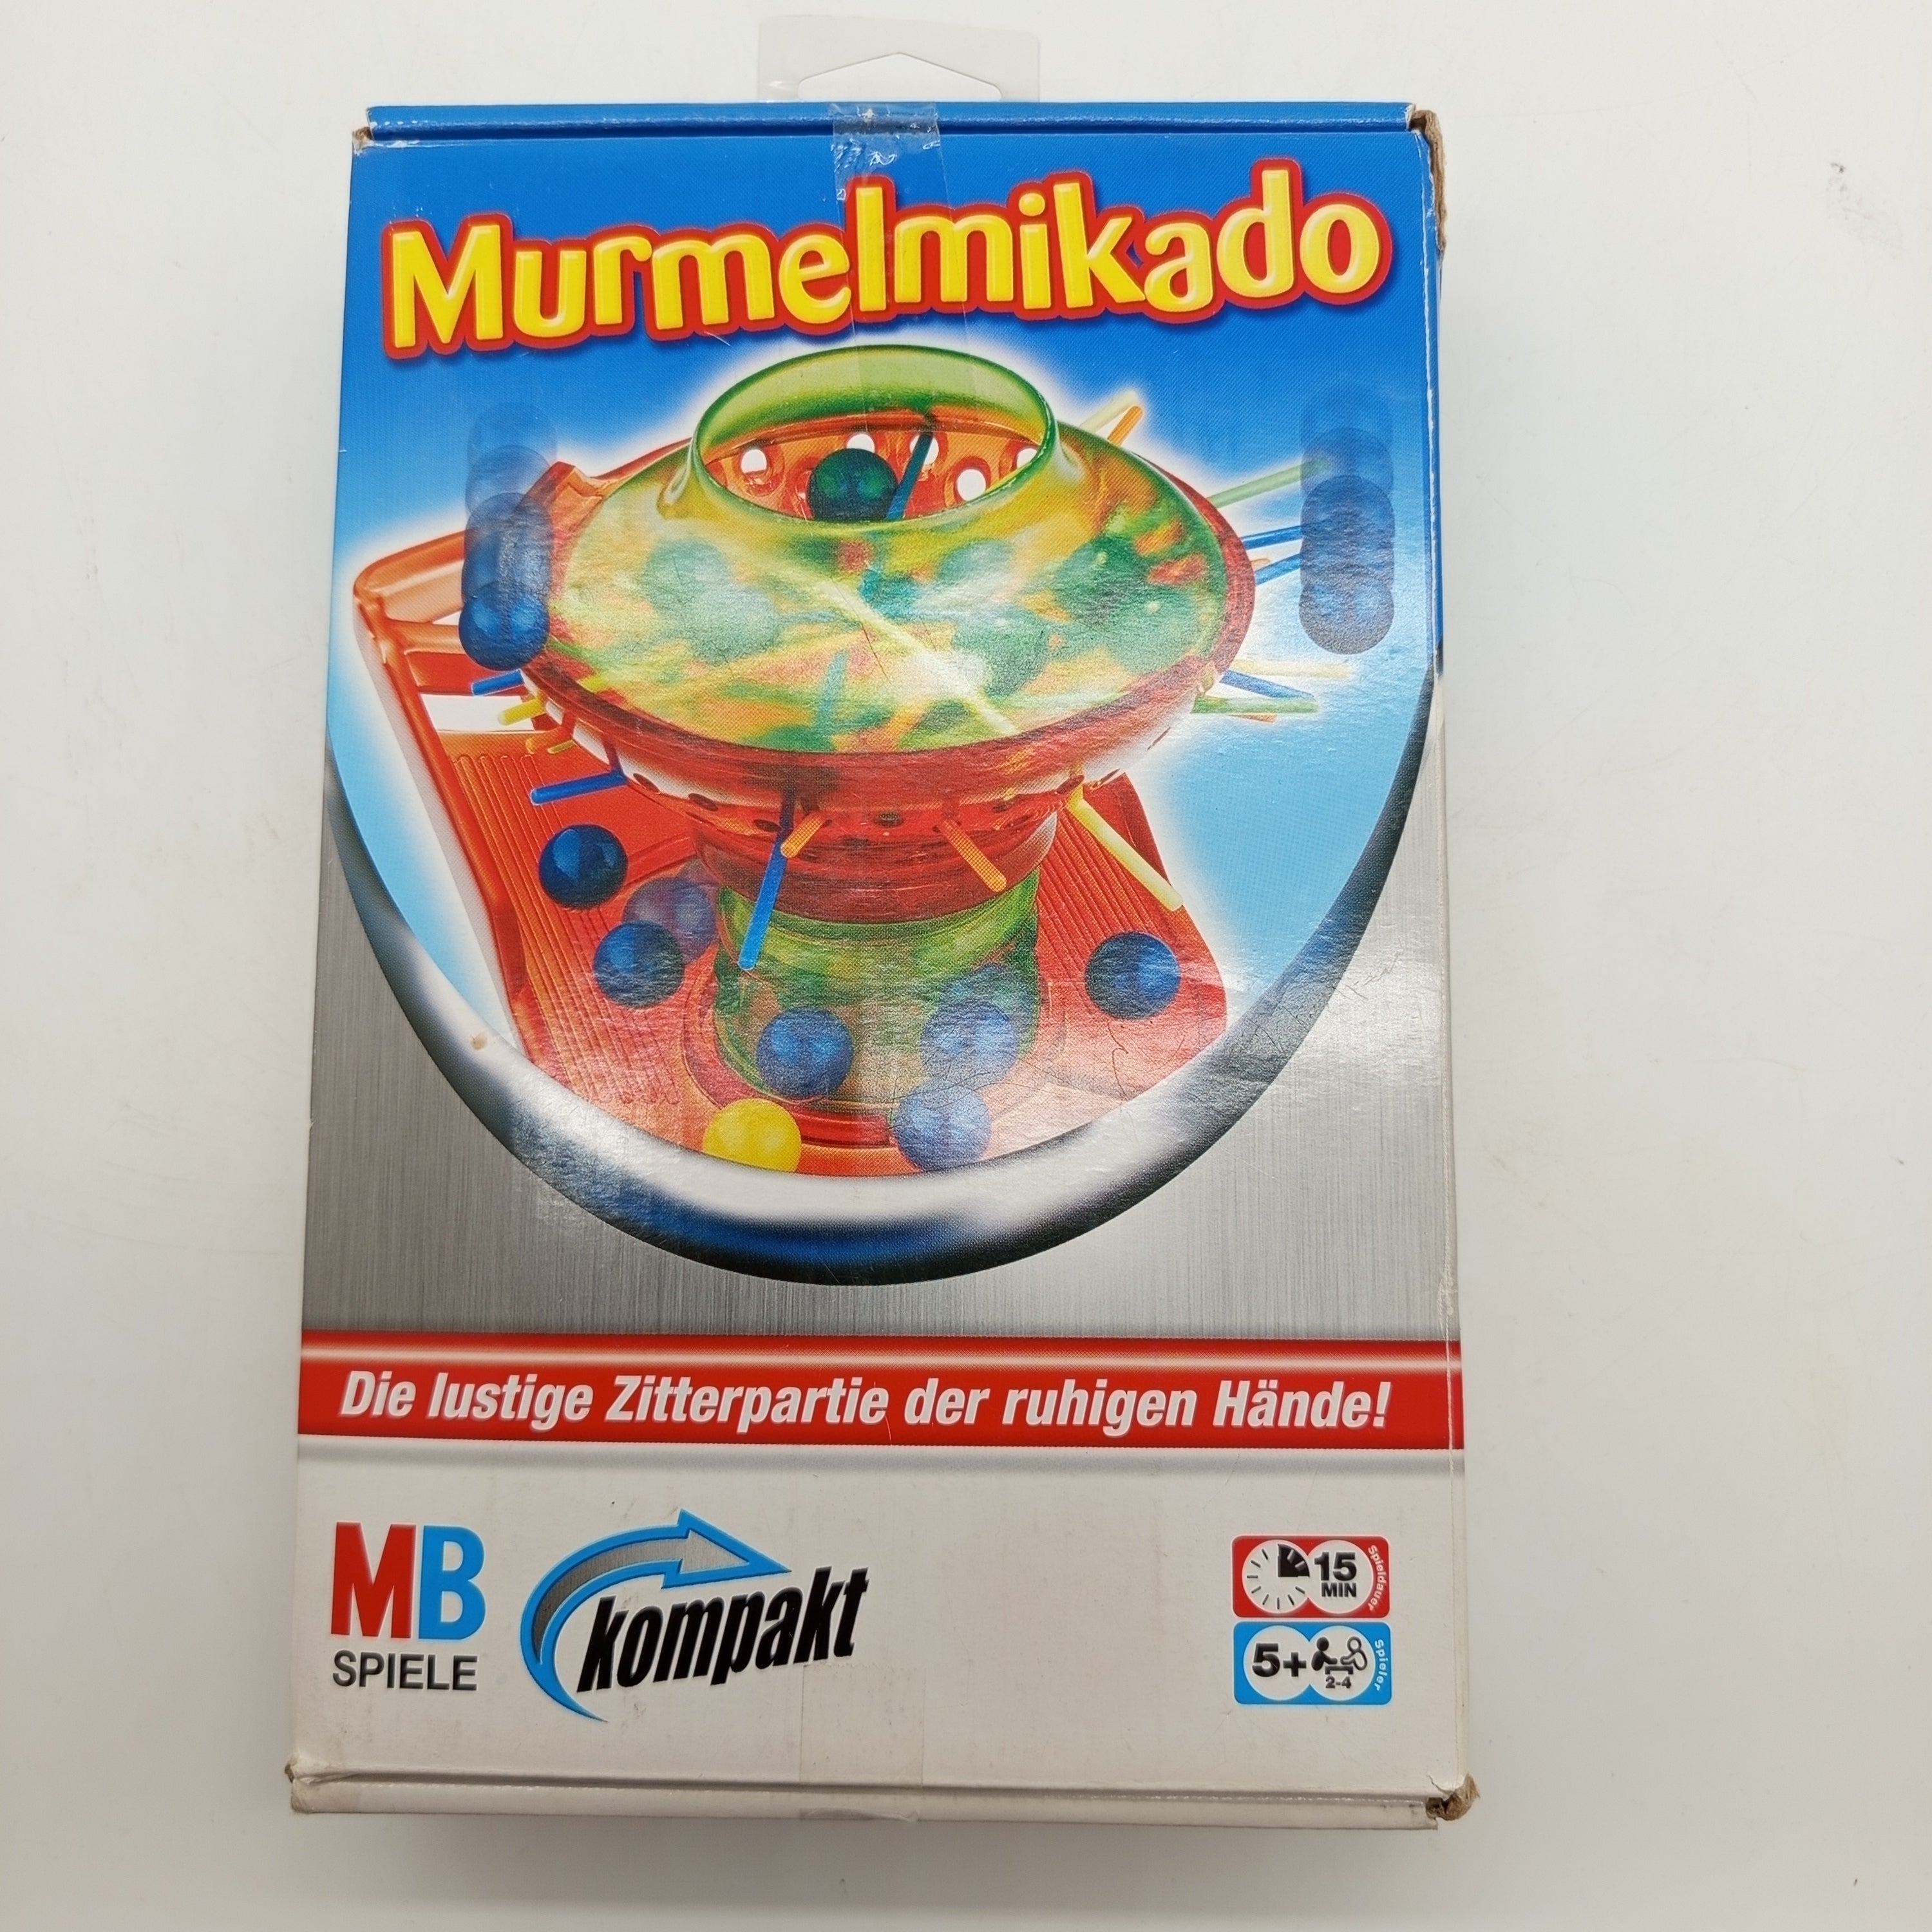 Murmelmikado
Die lustige Zitterpartie der ruhigen Hände!
MB
SPIELE
kompakt
15
MIN
Spieldauer
5+
2-4
Spieler